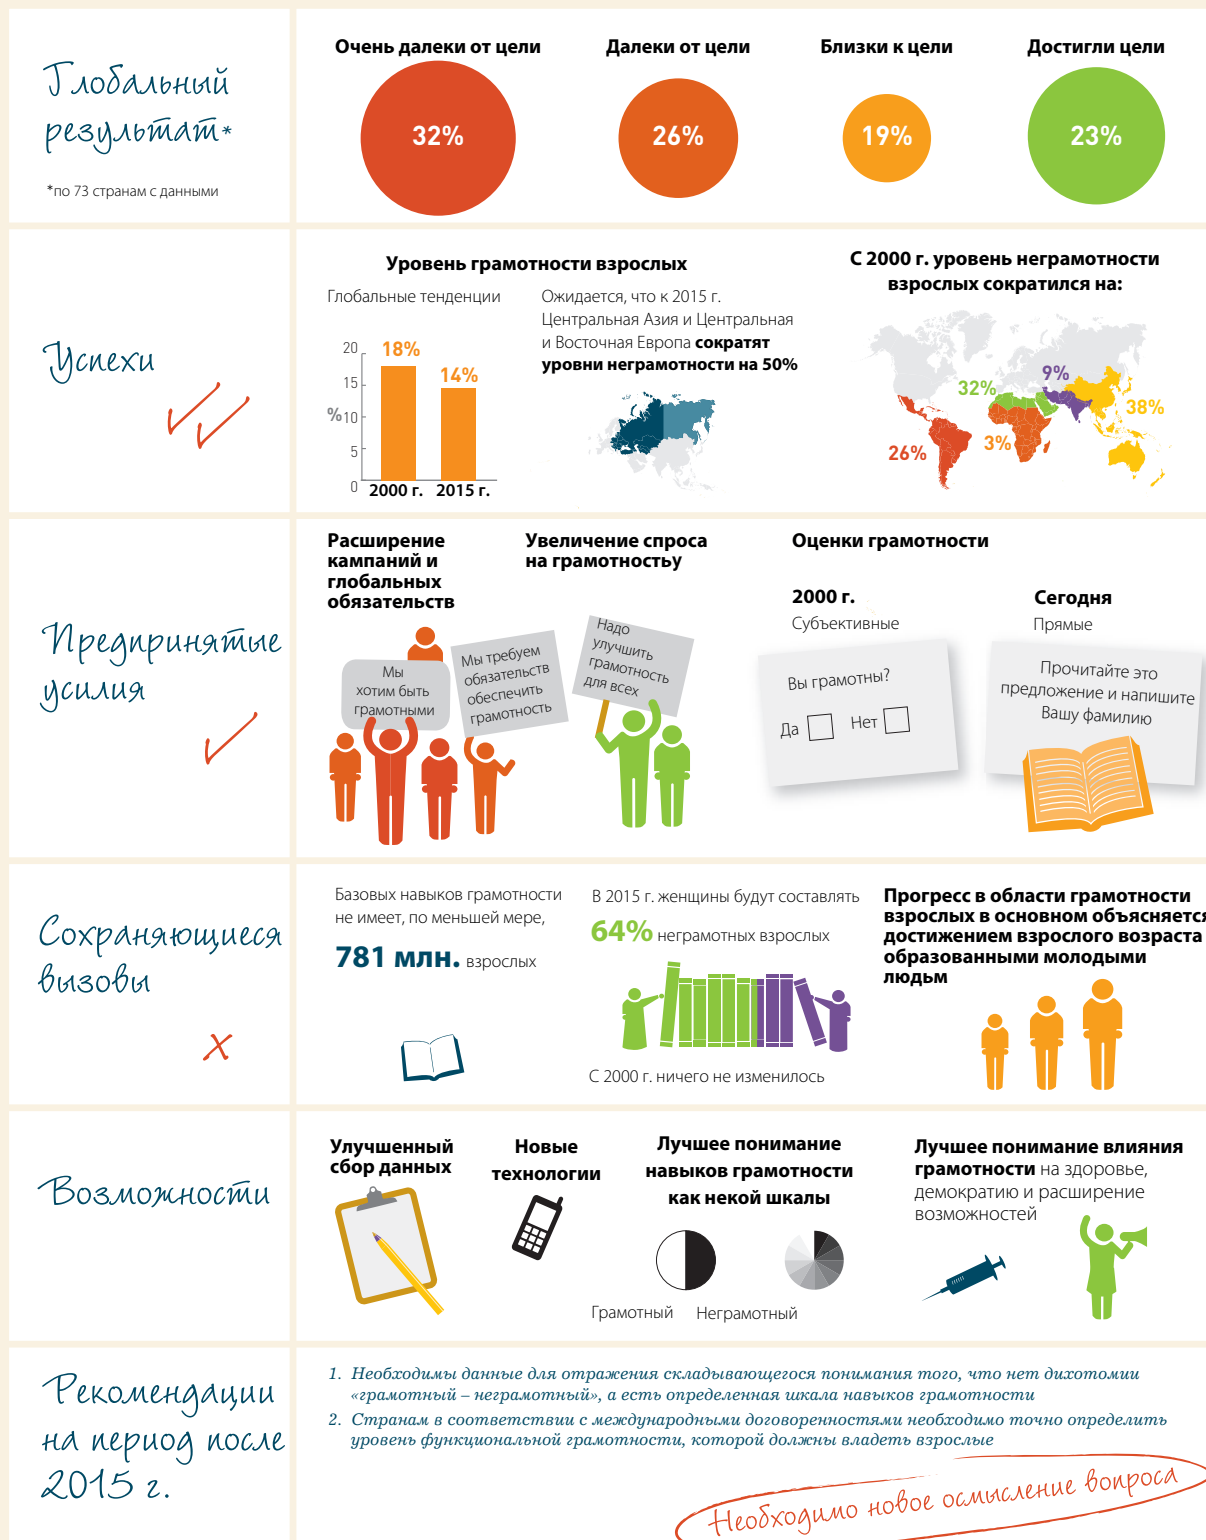 Глобальный
результат*
*по 73 странам с данными
Очень далеки от цели
Далеки от цели
Близки к цели
Достигли цели
32%
26%
19%
23%
Успехи
Уровень грамотности взрослых
Глобальные тенденции
%
20
15
10
5
0
18%
14%
2000 г.
2015 г.
Ожидается, что к 2015 г.
Центральная Азия и Центральная
и Восточная Европа сократят
уровни неграмотности на 50%
С 2000 г. уровень неграмотности
взрослых сократился на:
9%
32%
38%
3%
26%
Предпринятые
усилия
Расширение
кампаний и
глобальных
обязательств
Мы
хотим быть
грамотными
Мы требуем
обязательств
обеспечить
грамотность
Увеличение спроса
на грамотностьу
Надо
улучшить
грамотность
для всех
Оценки грамотности
2000 г.
Субъективные
Вы грамотны?
Да
Нет
Сегодня
Прямые
Прочитайте это
предложение и напишите
Вашу фамилию
Сохраняющиеся
вызовы
x
Базовых навыков грамотности
не имеет, по меньшей мере,
781 млн. взрослых
В 2015 г. женщины будут составлять
64% неграмотных взрослых
С 2000 г. ничего не изменилось
Прогресс в области грамотности
взрослых в основном объясняется
достижением взрослого возраста
образованными молодыми
людьм
Возможности
Улучшенный
сбор данных
Новые
технологии
Лучшее понимание
навыков грамотности
как некой шкалы
Грамотный
Неграмотный
Лучшее понимание влияния
грамотности на здоровье,
демократию и расширение
возможностей
Рекомендации
на период после
2015 г.
1. Необходимы данные для отражения складывающегося понимания того, что нет дихотомии
«грамотный – неграмотный», а есть определенная шкала навыков грамотности
2. Странам в соответствии с международными договоренностями необходимо точно определить
уровень функциональной грамотности, которой должны владеть взрослые
Необходимо новое осмысление вопроса